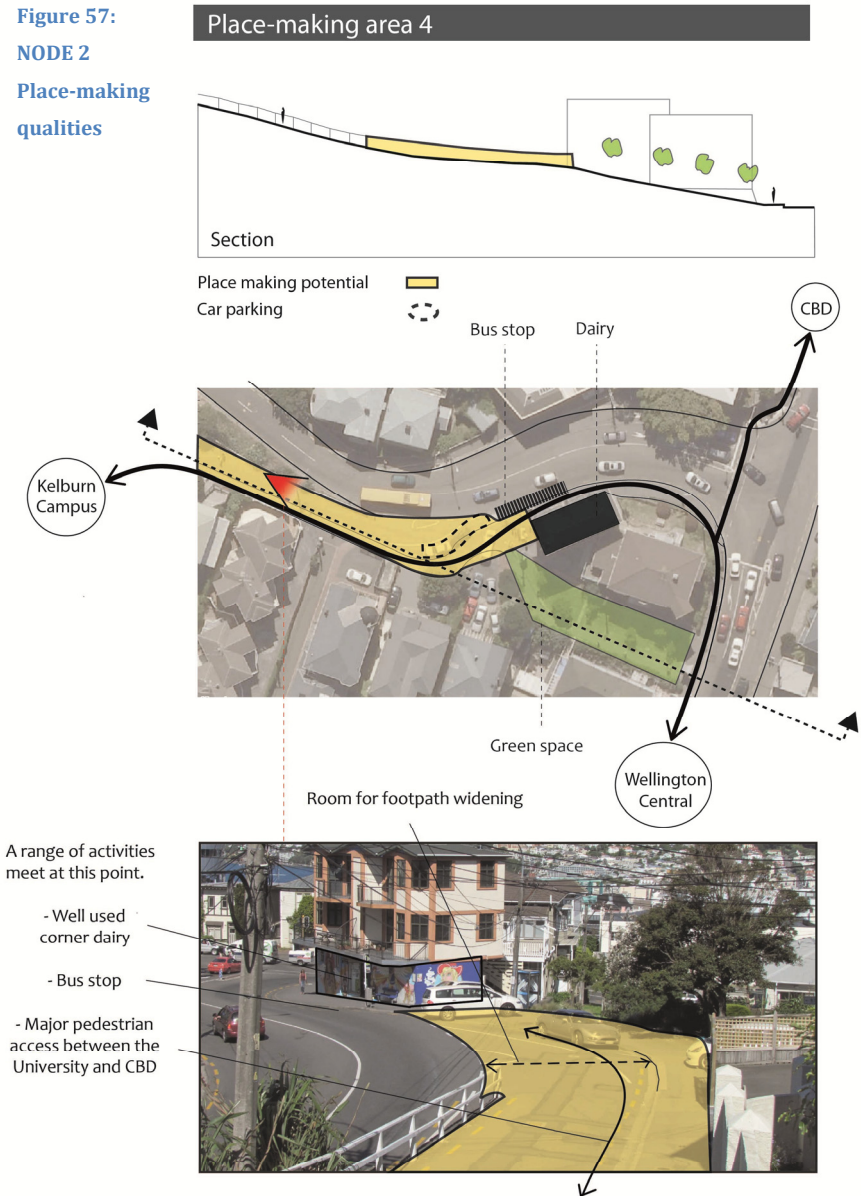 Figure 57:
NODE 2
Place-making
qualities
Place-making area 4
Section
Place making potential
Car parking
Bus stop
Dairy
CBD
Kelburn
Campus
Green space
Wellington
Central
Room for footpath widening
A range of activities
meet at this point.
- Well used
corner dairy
- Bus stop
- Major pedestrian
access between the
University and CBD